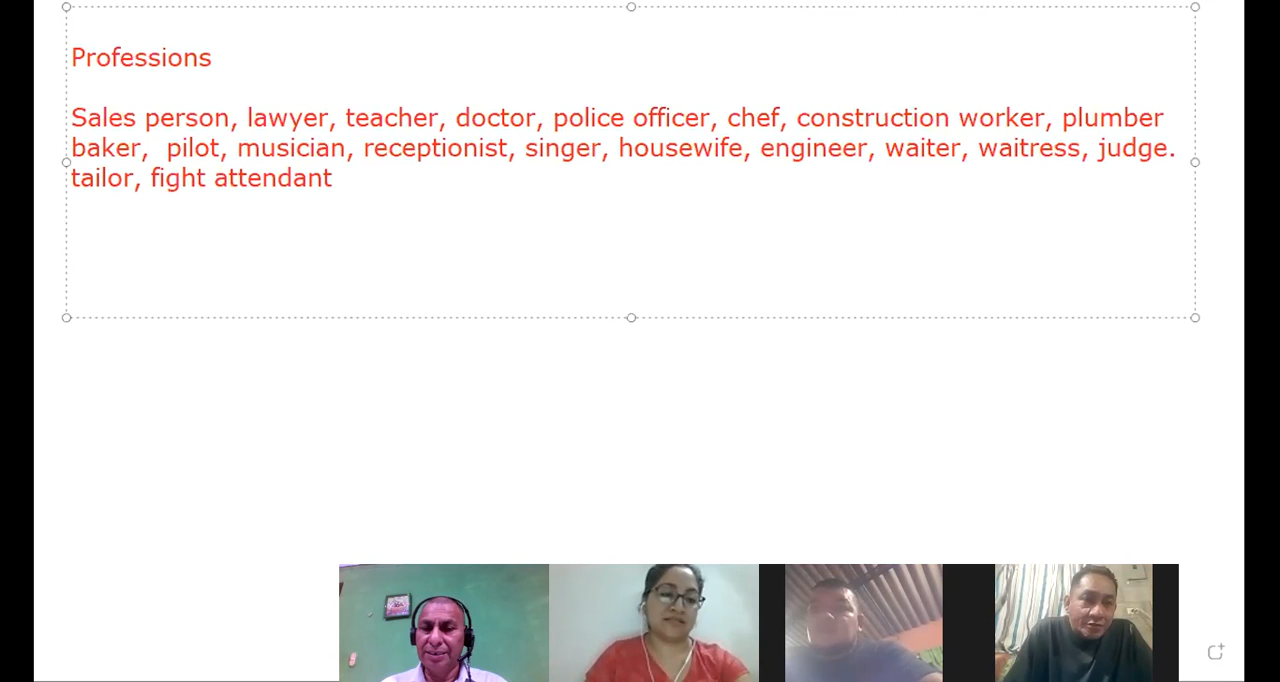 Professions
Sales person, lawyer, teacher, doctor, police officer, chef, construction worker, plumber
baker,  pilot, musician, receptionist, singer, housewife, engineer, waiter, waitress, judge.
tailor, fight attendant